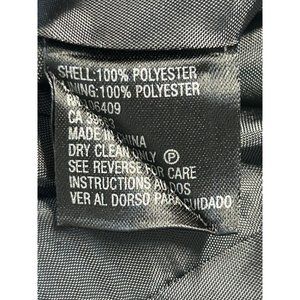 SHELL:100% POLYESTER
100% POLYESTER
06409
CA
MADE IN CHINA
DRY CLEAN ONLY Ⓟ
SEE REVERSE FOR CARE
INSTRUCTIONS AU DOS
VER AL DORSO PARA CUIDADO